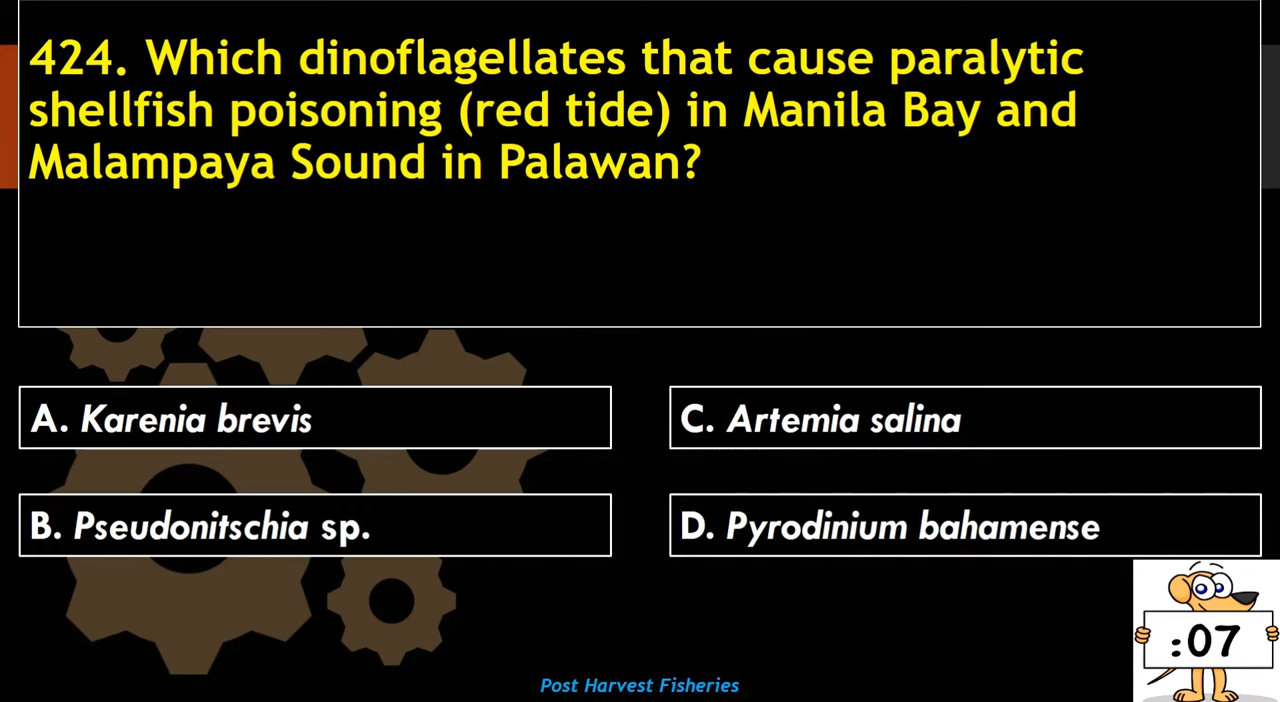 424. Which dinoflagellates that cause paralytic
shellfish poisoning (red tide) in Manila Bay and
Malampaya Sound in Palawan?
A. Karenia brevis
C. Artemia salina
B. Pseudonitschia sp.
D. Pyrodinium bahamense
:07
Post Harvest Fisheries